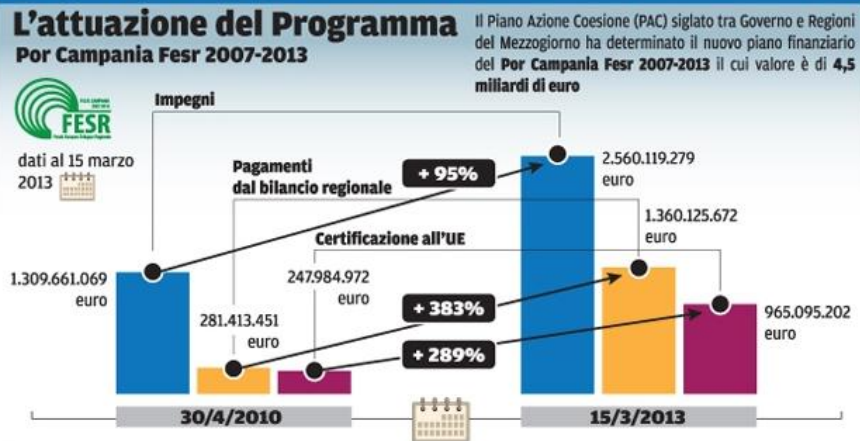 L'attuazione del Programma
Por Campania Fesr 2007-2013
Il Piano Azione Coesione (PAC) siglato tra Governo e Regioni
del Mezzogiorno ha determinato il nuovo piano finanziario
del Por Campania Fesr 2007-2013 il cui valore è di 4,5
miliardi di euro
FESR
dati al 15 marzo
2013
Impegni
Pagamenti
dal bilancio regionale
Certificazione all'UE
+ 95%
+ 383%
+ 289%
1.309.661.069
euro
281.413.451
euro
247.984.972
euro
2.560.119.279
euro
1.360.125.672
euro
965.095.202
euro
30/4/2010
15/3/2013